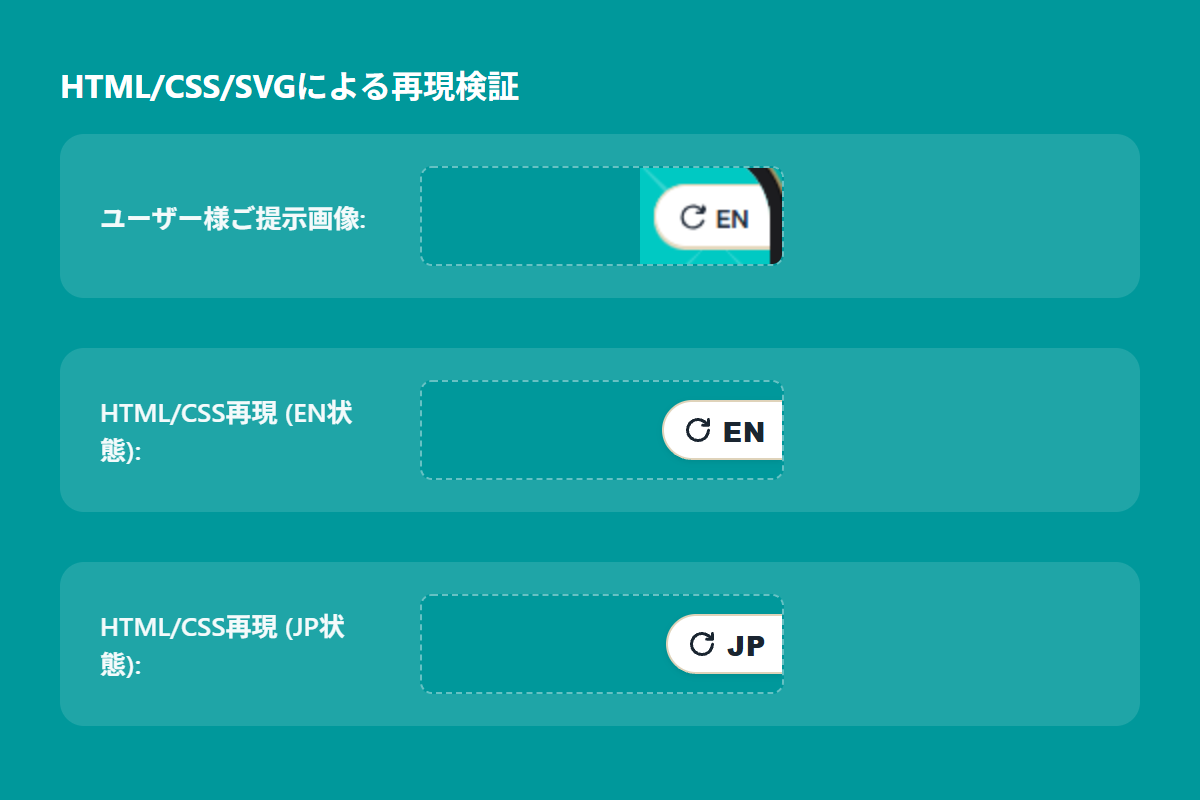 HTML/CSS/SVGによる再現検証
ユーザー様ご提示画像:
EN
HTML/CSS再現 (EN状
態):
EN
HTML/CSS再現 (JP状
態):
JP